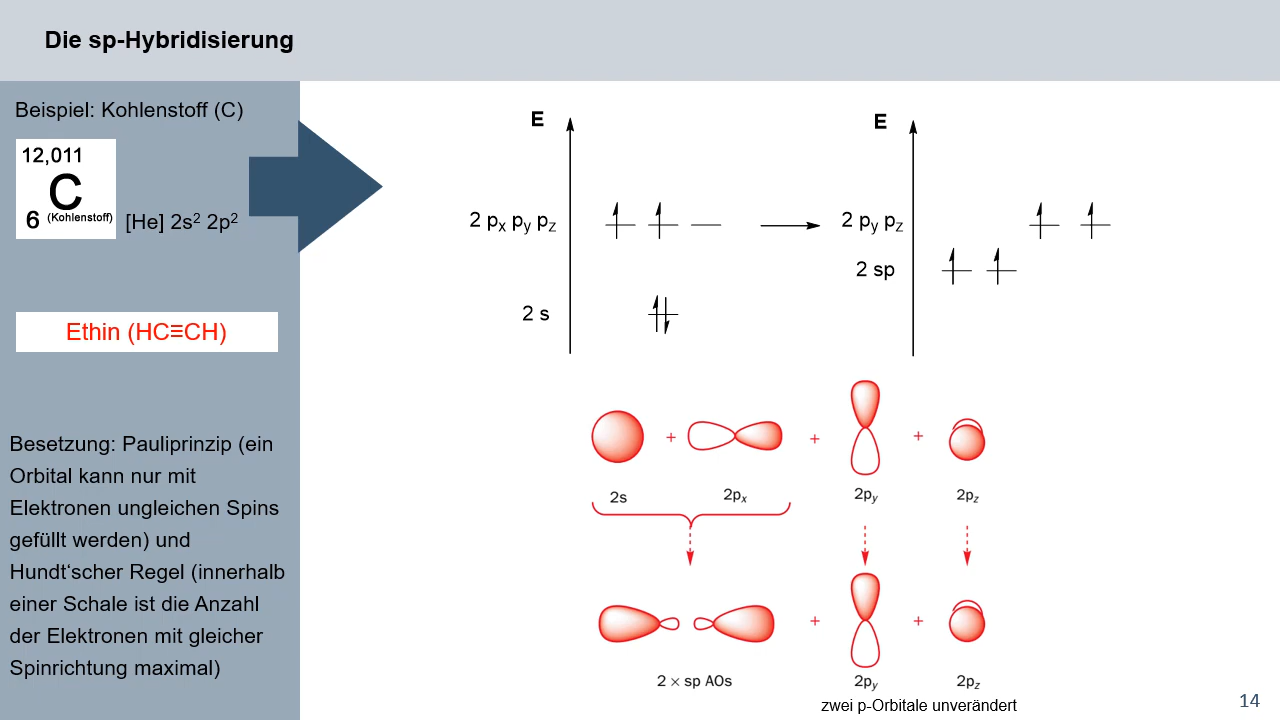 Die sp-Hybridisierung
Beispiel: Kohlenstoff (C)
12,011
C
6 (Kohlenstoff)
[He] 2s² 2p²
Ethin (HC≡CH)
Besetzung: Pauliprinzip (ein
Orbital kann nur mit
Elektronen ungleichen Spins
gefüllt werden) und
Hundt‘scher Regel (innerhalb
einer Schale ist die Anzahl
der Elektronen mit gleicher
Spinrichtung maximal)
E
2 px py pz
2 s
E
2 py pz
2 sp
+ + +
2s 2px 2py 2pz
+ +
2 × sp AOs 2py 2pz
zwei p-Orbitale unverändert
14